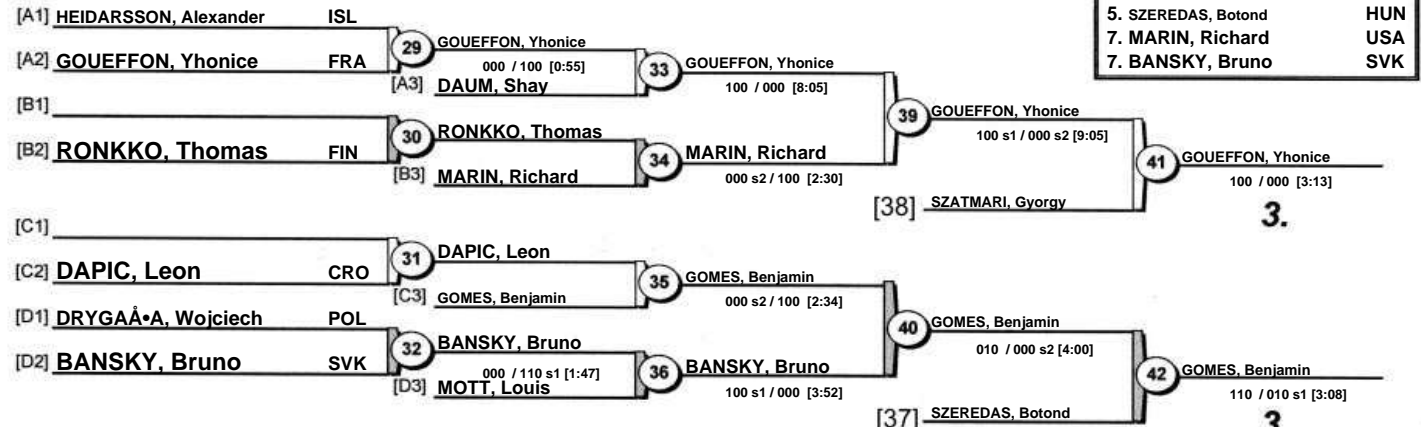 5. SZEREDAS, Botond HUN
7. MARIN, Richard USA
7. BANSKY, Bruno SVK
[A1] HEIDARSSON, Alexander ISL
[A2] GOUEFFON, Yhonice FRA
29
GOUEFFON, Yhonice
000 / 100 [0:55]
[A3] DAUM, Shay
33
GOUEFFON, Yhonice
100 / 000 [8:05]
[B1]
[B2] RONKKO, Thomas FIN
30
RONKKO, Thomas
[B3] MARIN, Richard
34
MARIN, Richard
000 s2 / 100 [2:30]
39
GOUEFFON, Yhonice
100 s1 / 000 s2 [9:05]
[38] SZATMARI, Gyorgy
41
GOUEFFON, Yhonice
100 / 000 [3:13]
3.
[C1]
[C2] DAPIC, Leon CRO
31
DAPIC, Leon
[C3] GOMES, Benjamin
35
GOMES, Benjamin
000 s2 / 100 [2:34]
[D1] DRYGAÅ•A, Wojciech POL
[D2] BANSKY, Bruno SVK
32
BANSKY, Bruno
000 / 110 s1 [1:47]
[D3] MOTT, Louis
36
BANSKY, Bruno
100 s1 / 000 [3:52]
40
GOMES, Benjamin
010 / 000 s2 [4:00]
[37] SZEREDAS, Botond
42
GOMES, Benjamin
110 / 010 s1 [3:08]
3